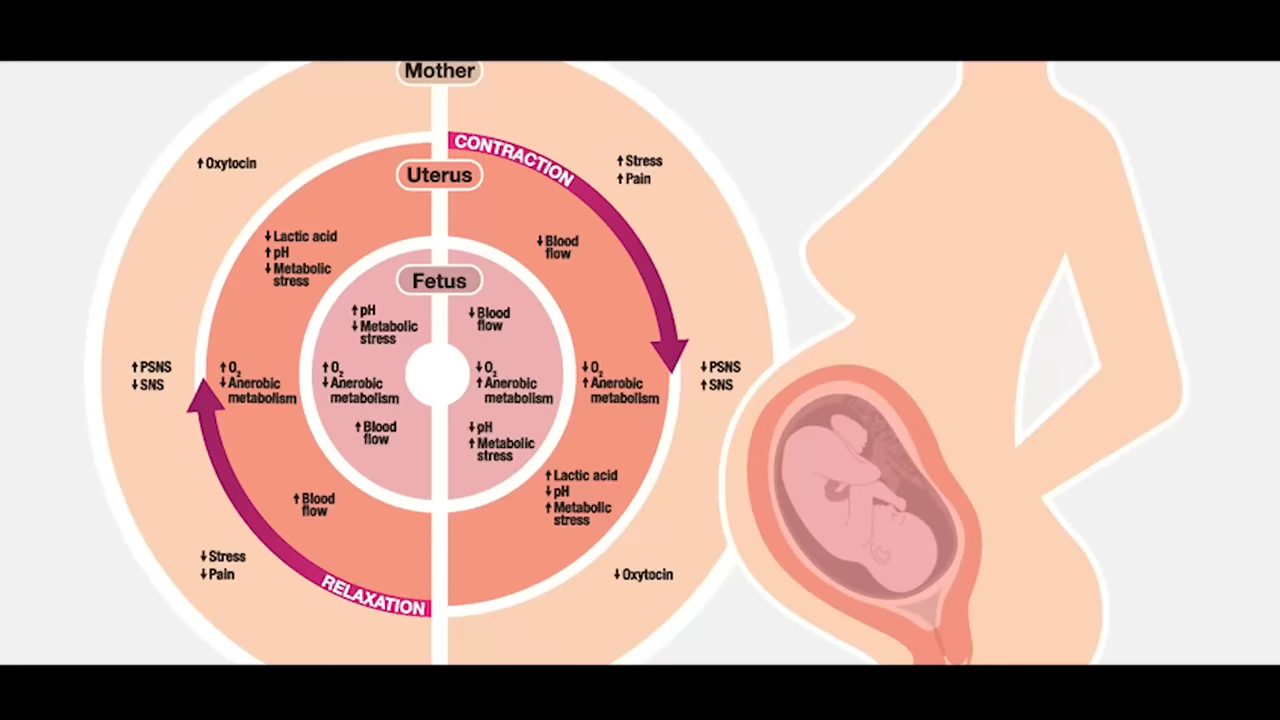 Mother
CONTRACTION
↑Oxytocin
↑Stress
↑Pain
Uterus
↓Lactic acid
↑pH
↓Metabolic
stress
↓Blood
flow
Fetus
↑pH
↓Metabolic
stress
↓Blood
flow
↑PSNS
↓SNS
↑O₂
↓Anerobic
metabolism
↑O₂
↓Anerobic
metabolism
↓O₂
↑Anerobic
metabolism
↓O₂
↑Anerobic
metabolism
↓PSNS
↑SNS
↑Blood
flow
↓pH
↑Metabolic
stress
↑Blood
flow
↑Lactic acid
↓pH
↑Metabolic
stress
↓Stress
↓Pain
↓Oxytocin
RELAXATION